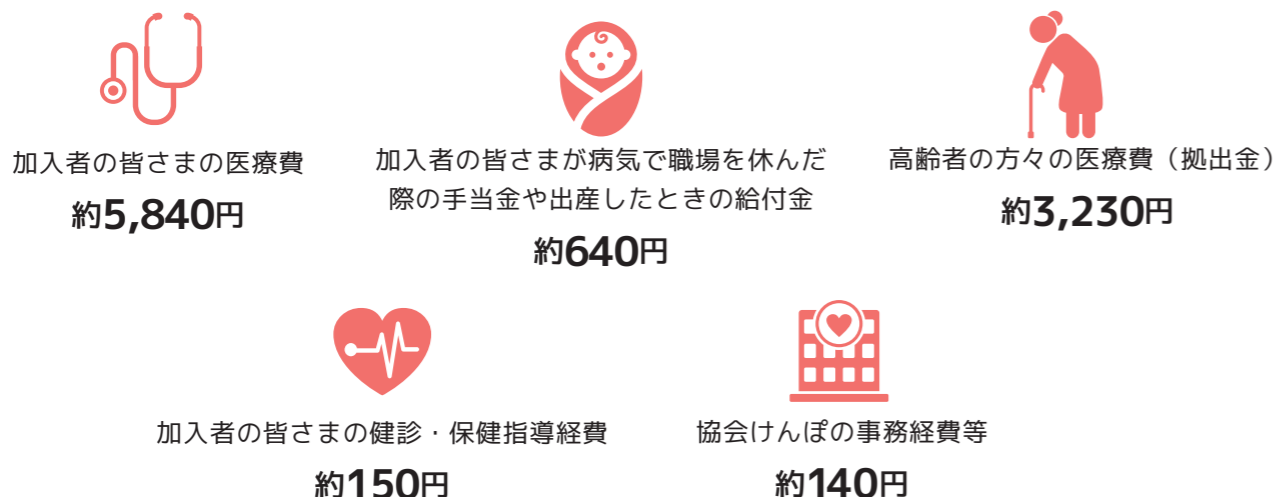 加入者の皆さまの医療費
約5,840円
加入者の皆さまが病気で職場を休んだ
際の手当金や出産したときの給付金
約640円
高齢者の方々の医療費（拠出金）
約3,230円
加入者の皆さまの健診・保健指導経費
約150円
協会けんぽの事務経費等
約140円